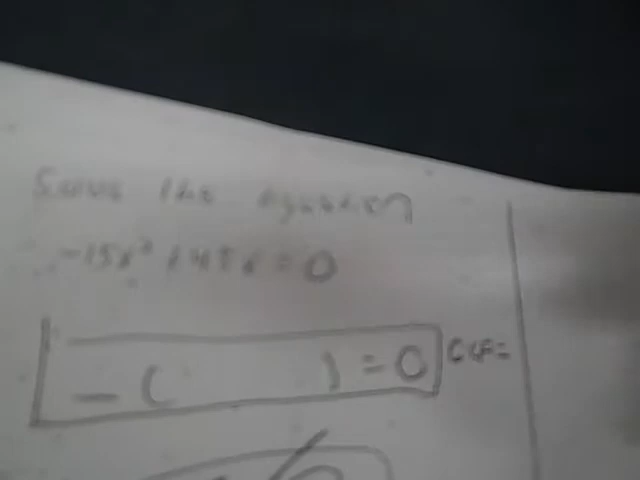 Solve the equation
-15x² + 45x = 0
_ (        ) = 0 GCF =